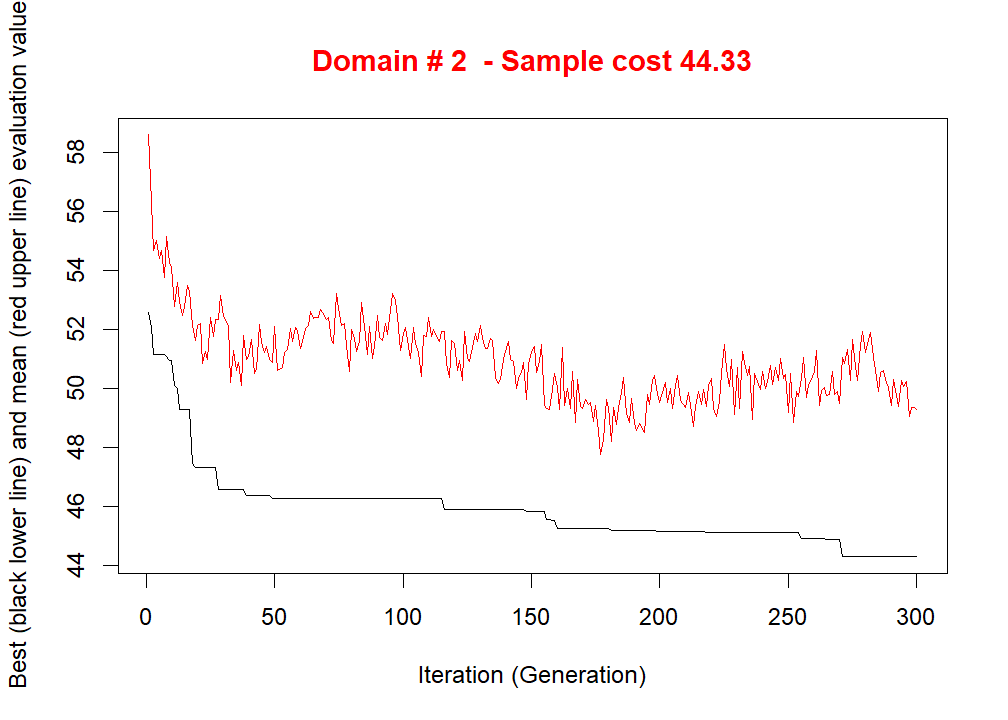 Domain # 2  - Sample cost 44.33
Best (black lower line) and mean (red upper line) evaluation value
58
56
54
52
50
48
46
44
0 50 100 150 200 250 300
Iteration (Generation)